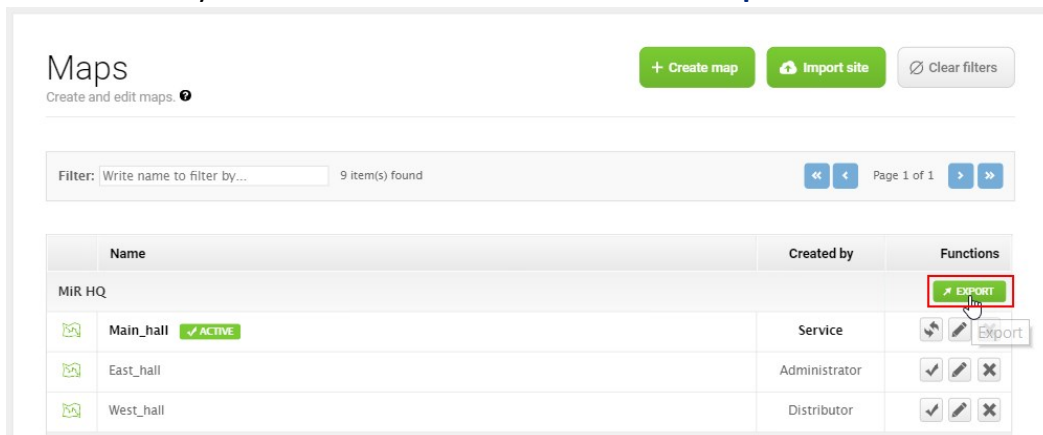 Maps
+ Create map
Import site
Clear filters
Create and edit maps. ?
Filter: Write name to filter by...
9 item(s) found
« ‹ Page 1 of 1 › »
Name Created by Functions
MiR HQ EXPORT
Main_hall ACTIVE Service
Export
East_hall Administrator
West_hall Distributor